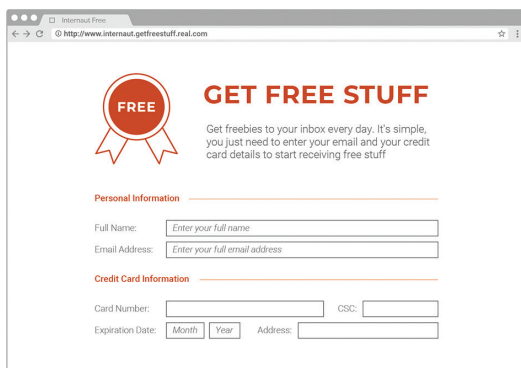 Internaut Free
http://www.internaut.getfreestuff.real.com
FREE
GET FREE STUFF
Get freebies to your inbox every day. It's simple,
you just need to enter your email and your credit
card details to start receiving free stuff
Personal Information
Full Name: Enter your full name
Email Address: Enter your full email address
Credit Card Information
Card Number: CSC:
Expiration Date: Month Year Address: